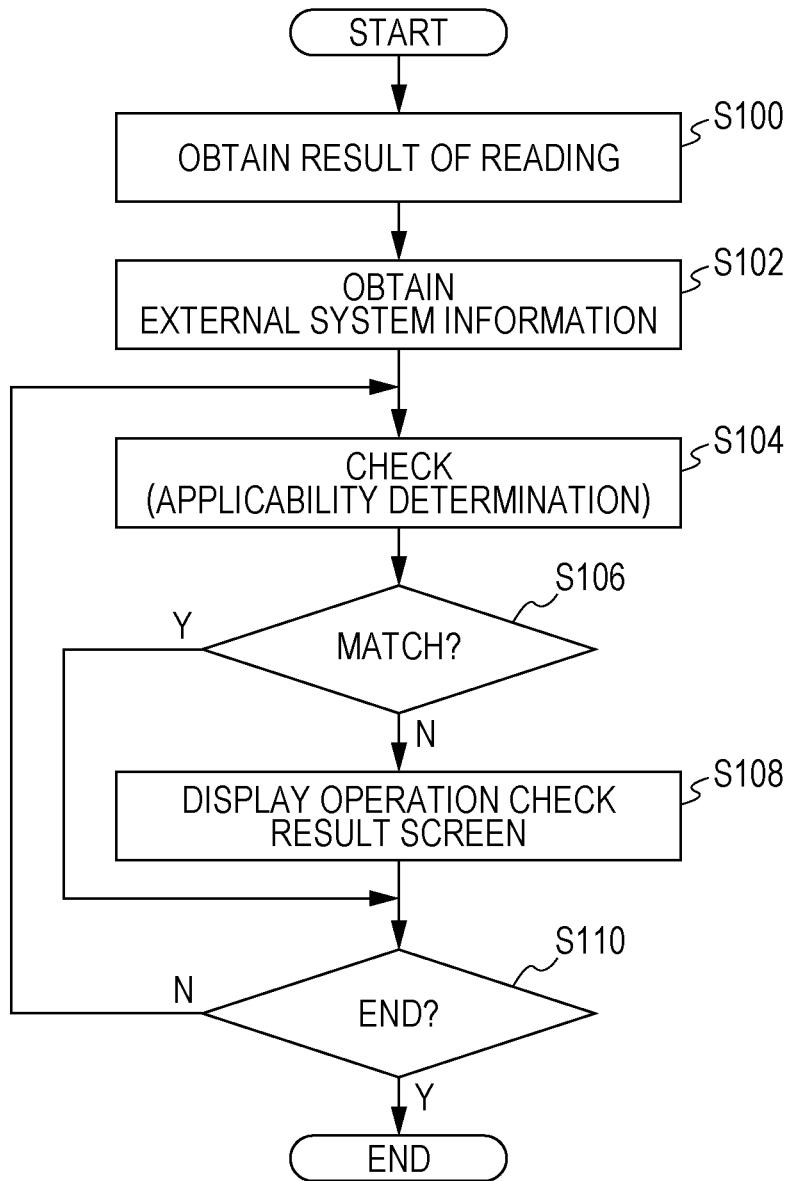 START
S100
OBTAIN RESULT OF READING
S102
OBTAIN
EXTERNAL SYSTEM INFORMATION
S104
CHECK
(APPLICABILITY DETERMINATION)
S106
Y
MATCH?
N
S108
DISPLAY OPERATION CHECK
RESULT SCREEN
S110
N
END?
Y
END